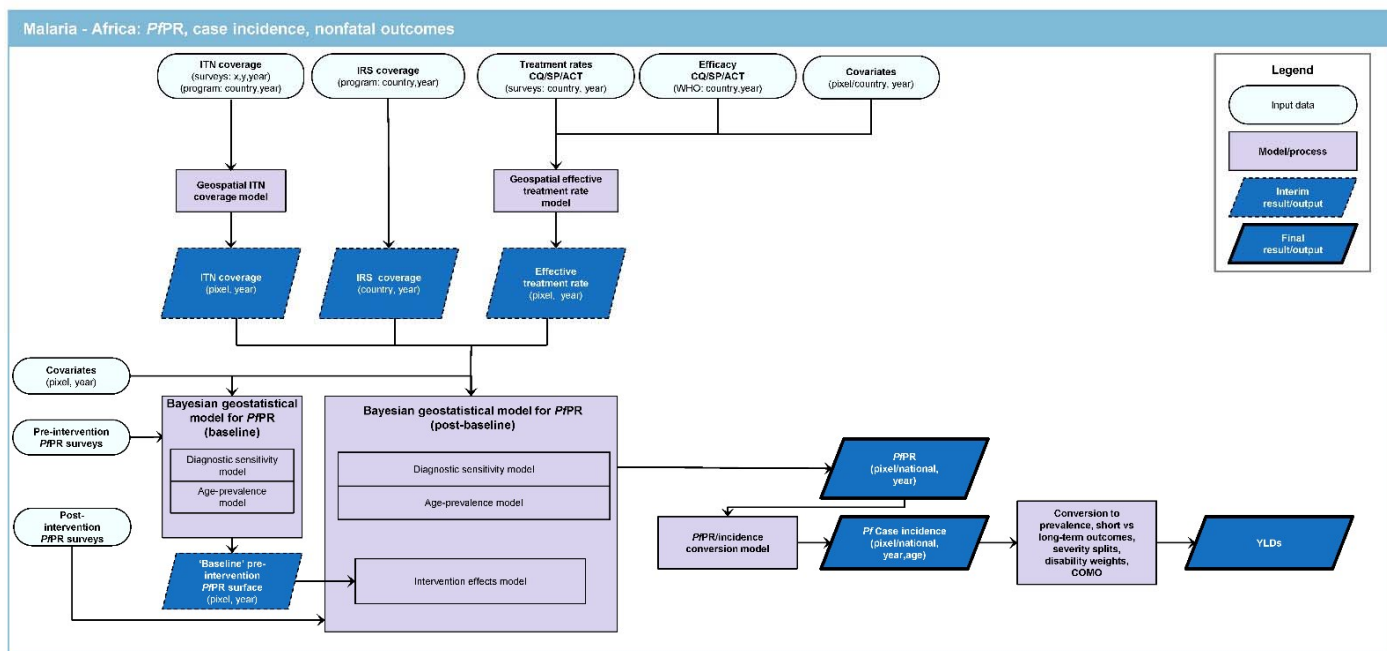 Malaria - Africa: PfPR, case incidence, nonfatal outcomes
ITN coverage
(surveys: x,y,year)
(program: country,year)
IRS coverage
(program: country,year)
Treatment rates
CQ/SP/ACT
(surveys: country, year)
Efficacy
CQ/SP/ACT
(WHO: country,year)
Covariates
(pixel/country, year)
Legend
Input data
Model/process
Interim
result/output
Final
result/output
Geospatial ITN
coverage model
Geospatial effective
treatment rate
model
ITN coverage
(pixel, year)
IRS coverage
(country, year)
Effective
treatment rate
(pixel, year)
Covariates
(pixel, year)
Pre-intervention
PfPR surveys
Post-
intervention
PfPR surveys
Bayesian geostatistical
model for PfPR
(baseline)
Diagnostic sensitivity
model
Age-prevalence
model
'Baseline' pre-
intervention
PfPR surface
(pixel, year)
Bayesian geostatistical model for PfPR
(post-baseline)
Diagnostic sensitivity model
Age-prevalence model
Intervention effects model
PfPR
(pixel/national,
year)
PfPR/incidence
conversion model
Pf Case incidence
(pixel/national,
year,age)
Conversion to
prevalence, short vs
long-term outcomes,
severity splits,
disability weights,
COMO
YLDs